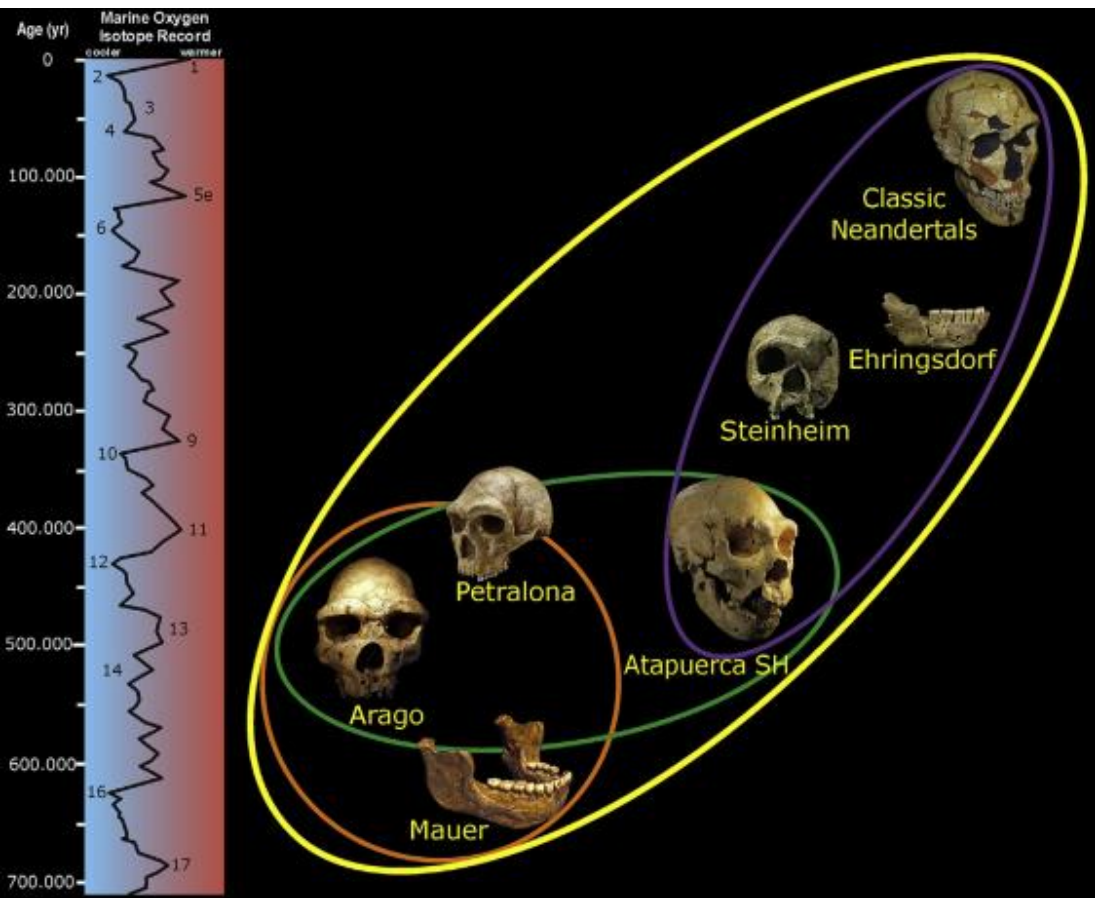 Age (yr)
Marine Oxygen
Isotope Record
cooler warmer
0
1
2
3
4
100.000
5e
6
200.000
300.000
9
10
400.000
11
12
13
500.000
14
600.000
16
17
700.000
Classic
Neandertals
Ehringsdorf
Steinheim
Petralona
Atapuerca SH
Arago
Mauer